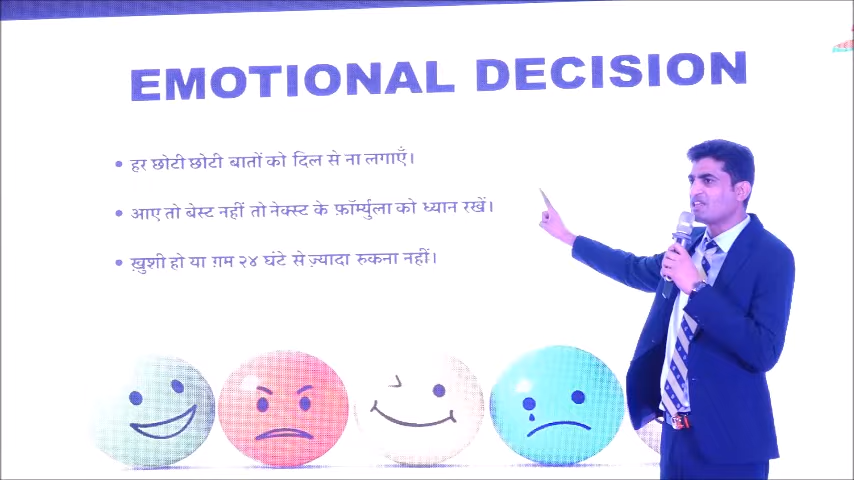 EMOTIONAL DECISION
• हर छोटी छोटी बातों को दिल से ना लगाएँ।
• आए तो बेस्ट नहीं तो नेक्स्ट के फ़ॉर्म्युला को ध्यान रखें।
• ख़ुशी हो या ग़म २४ घंटे से ज़्यादा रुकना नहीं।